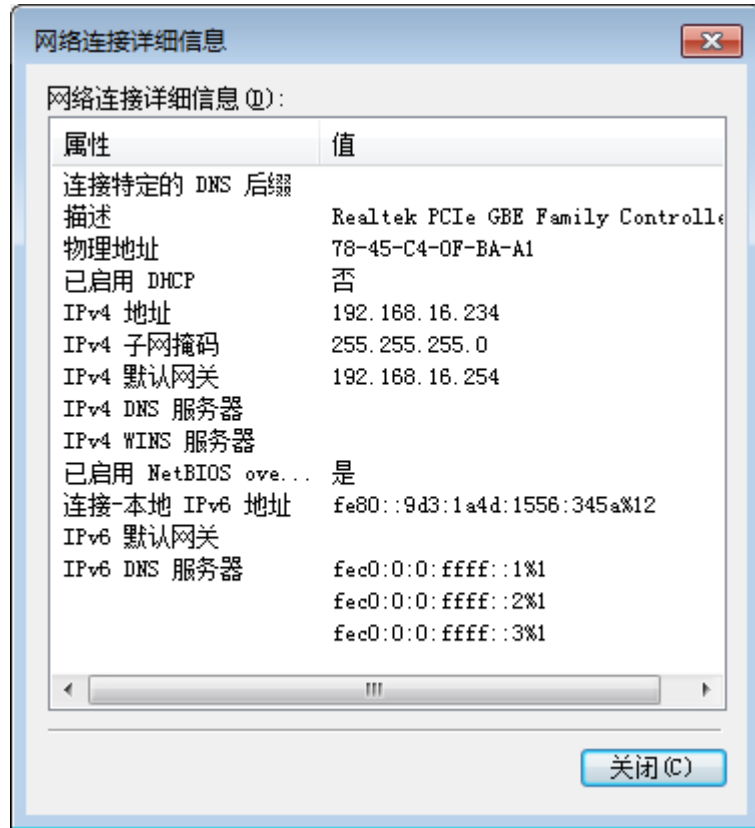 网络连接详细信息
网络连接详细信息(D):
属性 值
连接特定的 DNS 后缀
描述 Realtek PCIe GBE Family Controlle
物理地址 78-45-C4-0F-BA-A1
已启用 DHCP 否
IPv4 地址 192.168.16.234
IPv4 子网掩码 255.255.255.0
IPv4 默认网关 192.168.16.254
IPv4 DNS 服务器
IPv4 WINS 服务器
已启用 NetBIOS ove... 是
连接-本地 IPv6 地址 fe80::9d3:1a4d:1556:345a%12
IPv6 默认网关
IPv6 DNS 服务器 fec0:0:0:ffff::1%1
fec0:0:0:ffff::2%1
fec0:0:0:ffff::3%1
关闭(C)